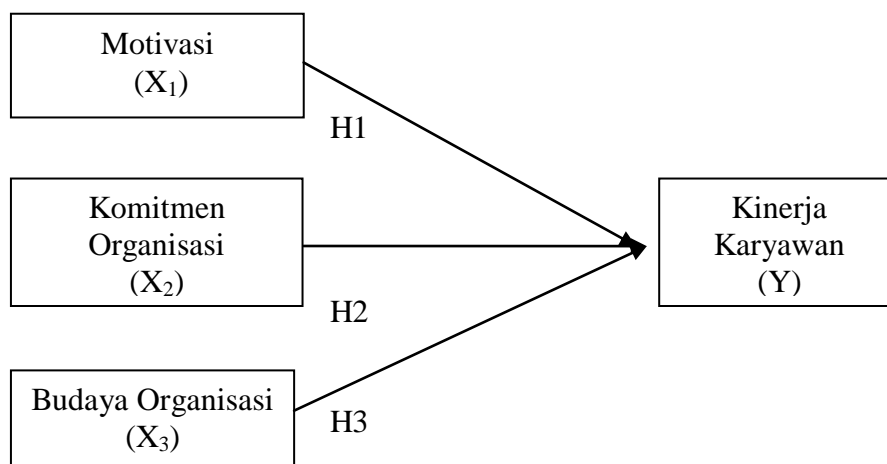 Motivasi
(X₁)
H1
Komitmen
Organisasi
(X₂)
H2
Kinerja
Karyawan
(Y)
Budaya Organisasi
(X₃)
H3